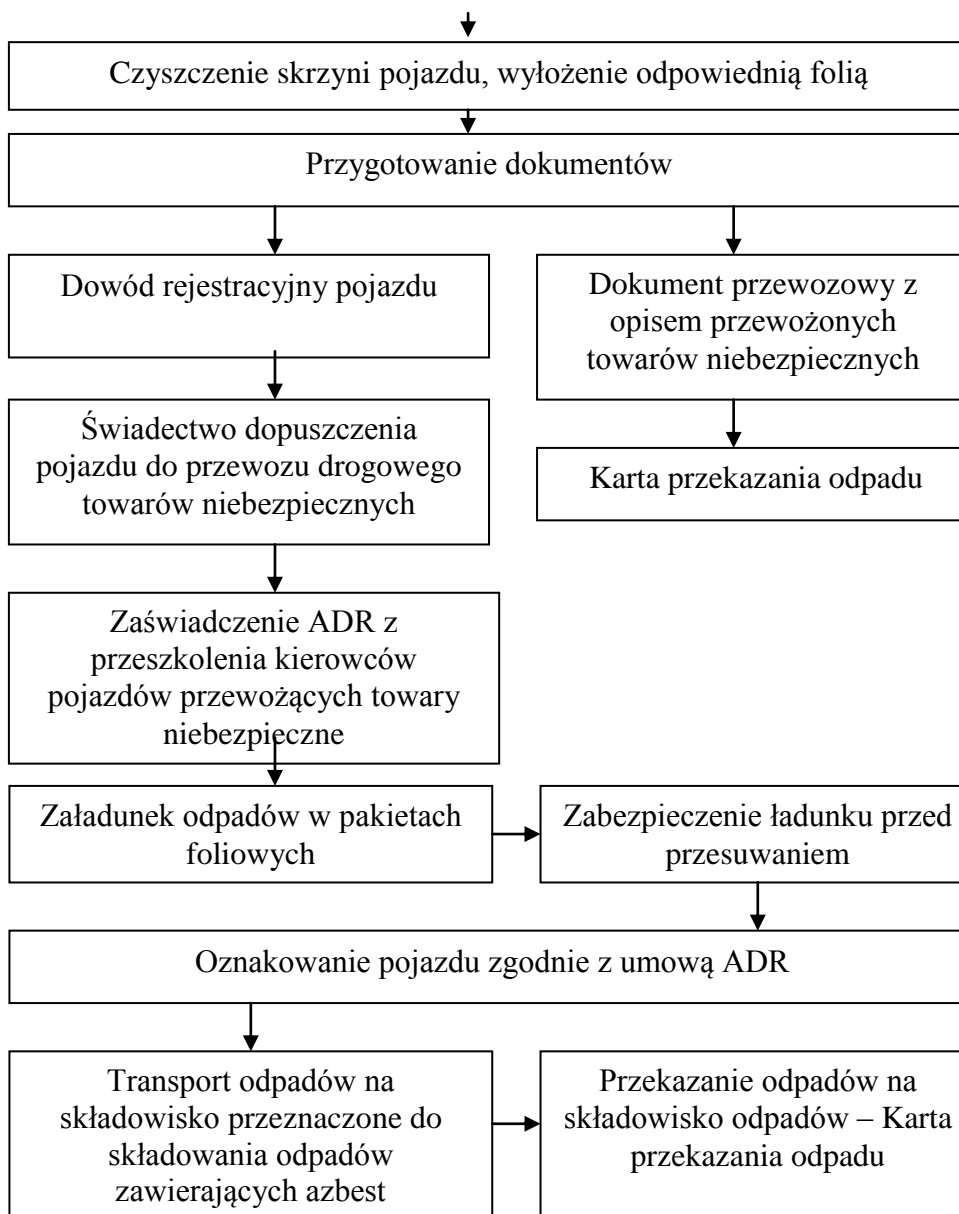 Czyszczenie skrzyni pojazdu, wyłożenie odpowiednią folią
Przygotowanie dokumentów
Dowód rejestracyjny pojazdu
Dokument przewozowy z
opisem przewożonych
towarów niebezpiecznych
Świadectwo dopuszczenia
pojazdu do przewozu drogowego
towarów niebezpiecznych
Karta przekazania odpadu
Zaświadczenie ADR z
przeszkolenia kierowców
pojazdów przewożących towary
niebezpieczne
Załadunek odpadów w pakietach
foliowych
Zabezpieczenie ładunku przed
przesuwaniem
Oznakowanie pojazdu zgodnie z umową ADR
Transport odpadów na
składowisko przeznaczone do
składowania odpadów
zawierających azbest
Przekazanie odpadów na
składowisko odpadów – Karta
przekazania odpadu